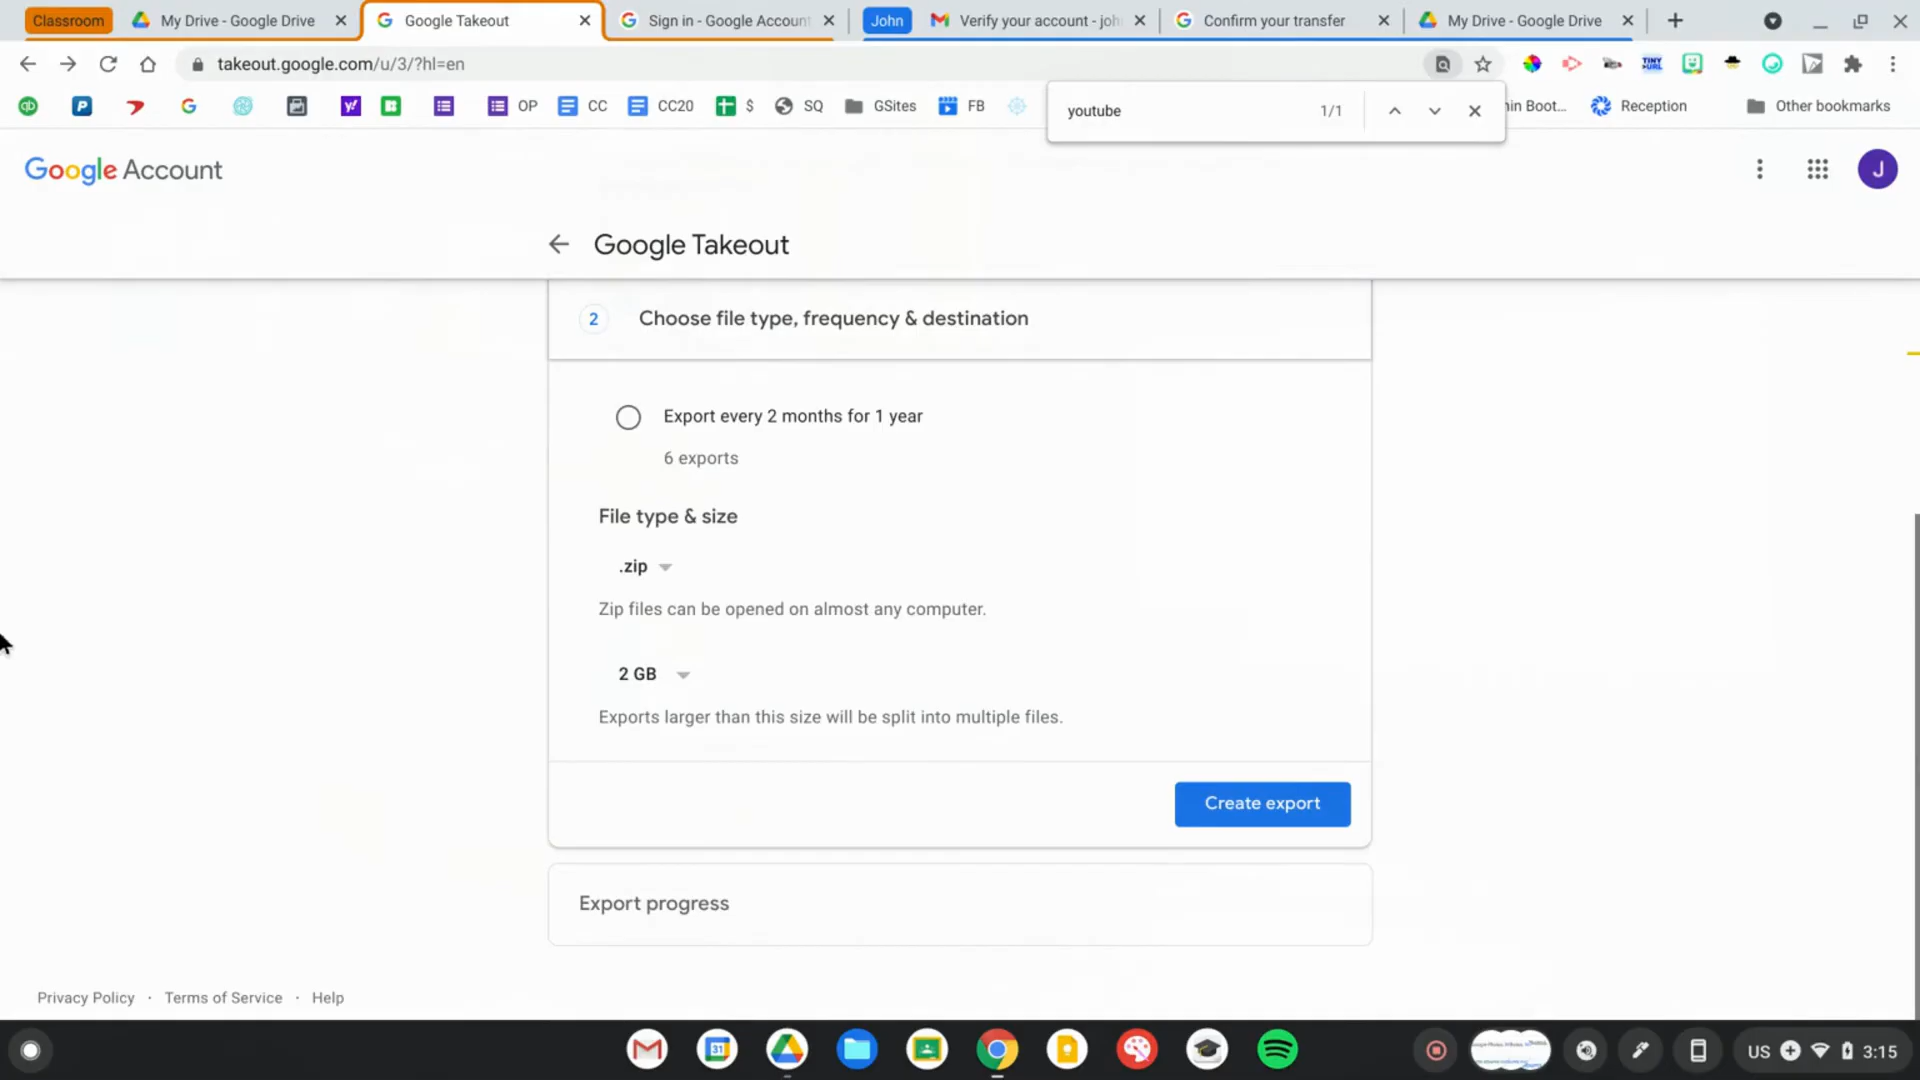 Classroom
My Drive - Google Drive
Google Takeout
Sign in - Google Accoun
John
Verify your account - joh
Confirm your transfer
My Drive - Google Drive
takeout.google.com/u/3/?hl=en
OP
CC
CC20
$
SQ
GSites
FB
youtube
1/1
in Boot...
Reception
Other bookmarks
Google Account
J
Google Takeout
2
Choose file type, frequency & destination
Export every 2 months for 1 year
6 exports
File type & size
.zip
Zip files can be opened on almost any computer.
2 GB
Exports larger than this size will be split into multiple files.
Create export
Export progress
Privacy Policy · Terms of Service · Help
31
US
3:15